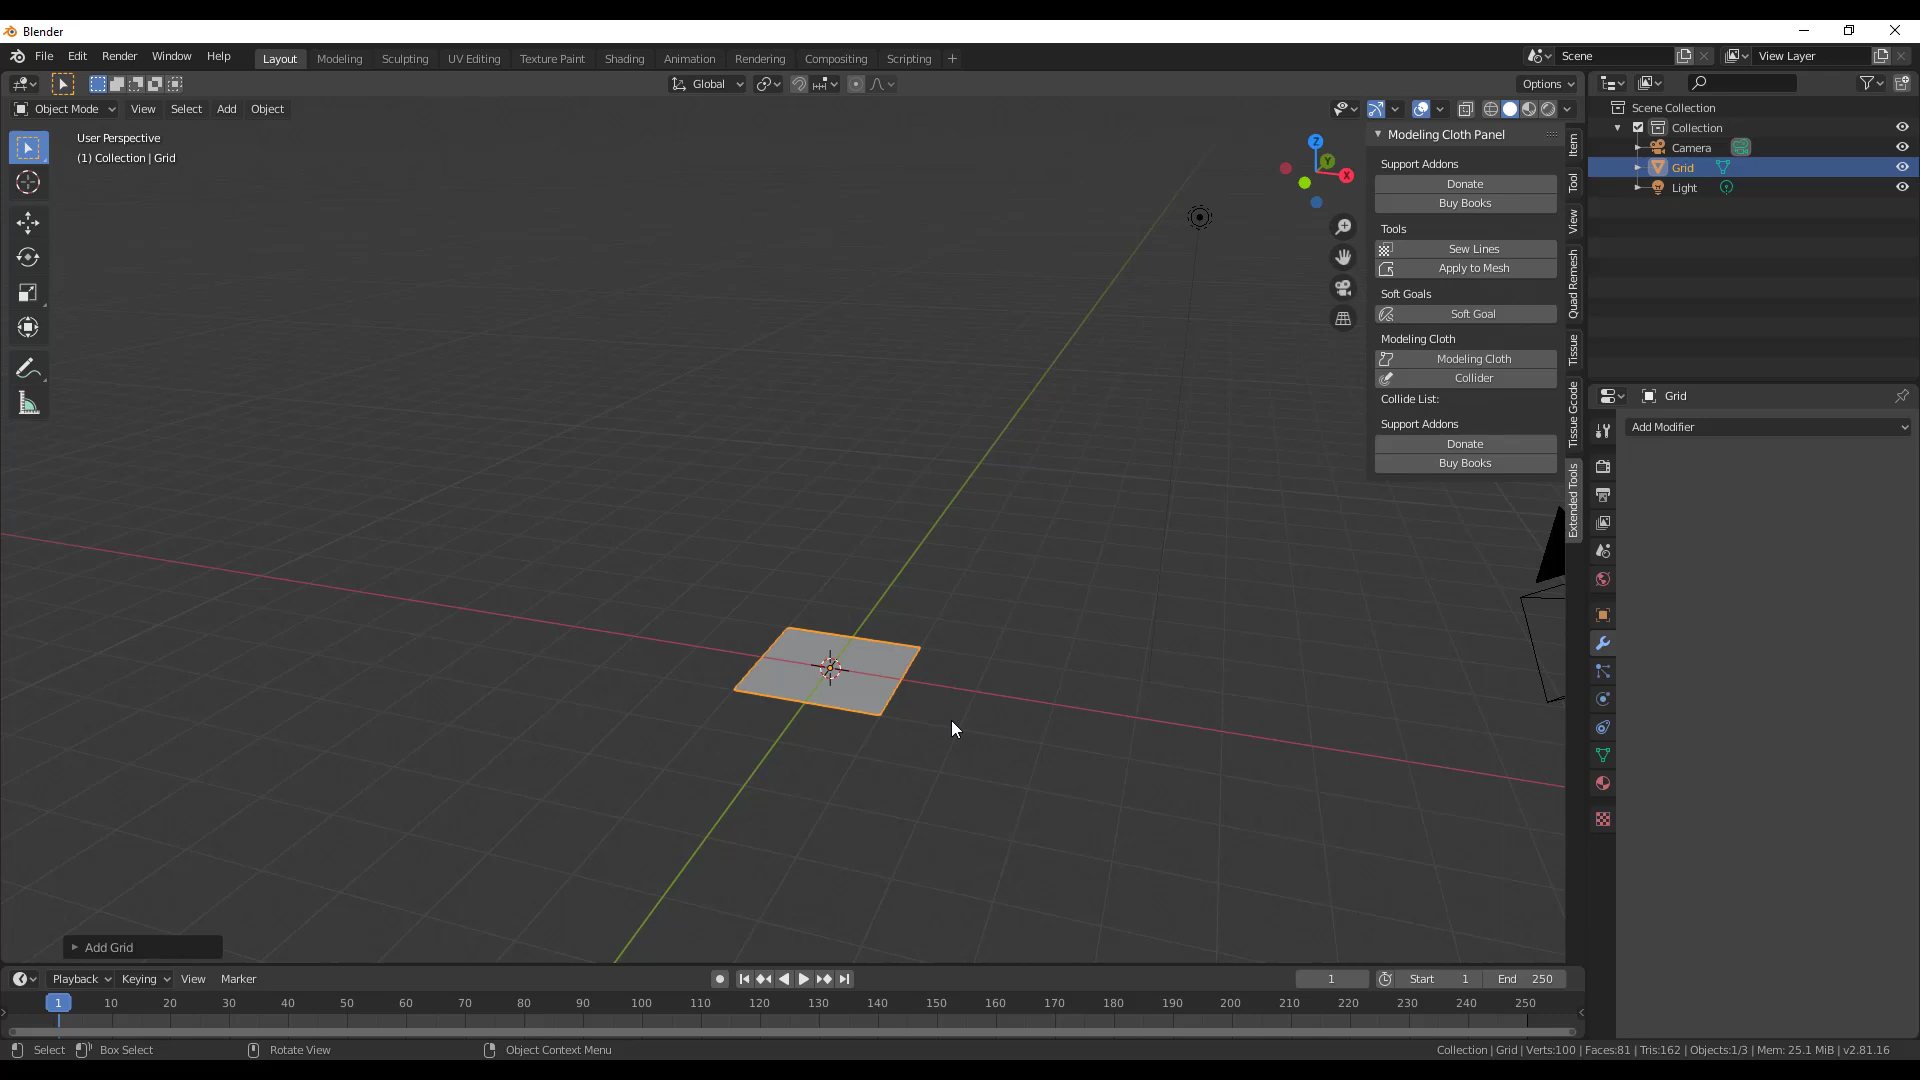 Blender
File Edit Render Window Help Layout Modeling Sculpting UV Editing Texture Paint Shading Animation Rendering Compositing Scripting + Scene View Layer
Global Options
Object Mode View Select Add Object
User Perspective
(1) Collection | Grid
Z
Y
X
Modeling Cloth Panel
Support Addons
Donate
Buy Books
Tools
Sew Lines
Apply to Mesh
Soft Goals
Soft Goal
Modeling Cloth
Modeling Cloth
Collider
Collide List:
Support Addons
Donate
Buy Books
Item
Tool
View
Quad Remesh
Tissue
Tissue Gcode
Extended Tools
Scene Collection
Collection
Camera
Grid
Light
Grid
Add Modifier
Add Grid
Playback Keying View Marker 1 Start 1 End 250
1 10 20 30 40 50 60 70 80 90 100 110 120 130 140 150 160 170 180 190 200 210 220 230 240 250
Select Box Select Rotate View Object Context Menu Collection | Grid | Verts:100 | Faces:81 | Tris:162 | Objects:1/3 | Mem: 25.1 MiB | v2.81.16